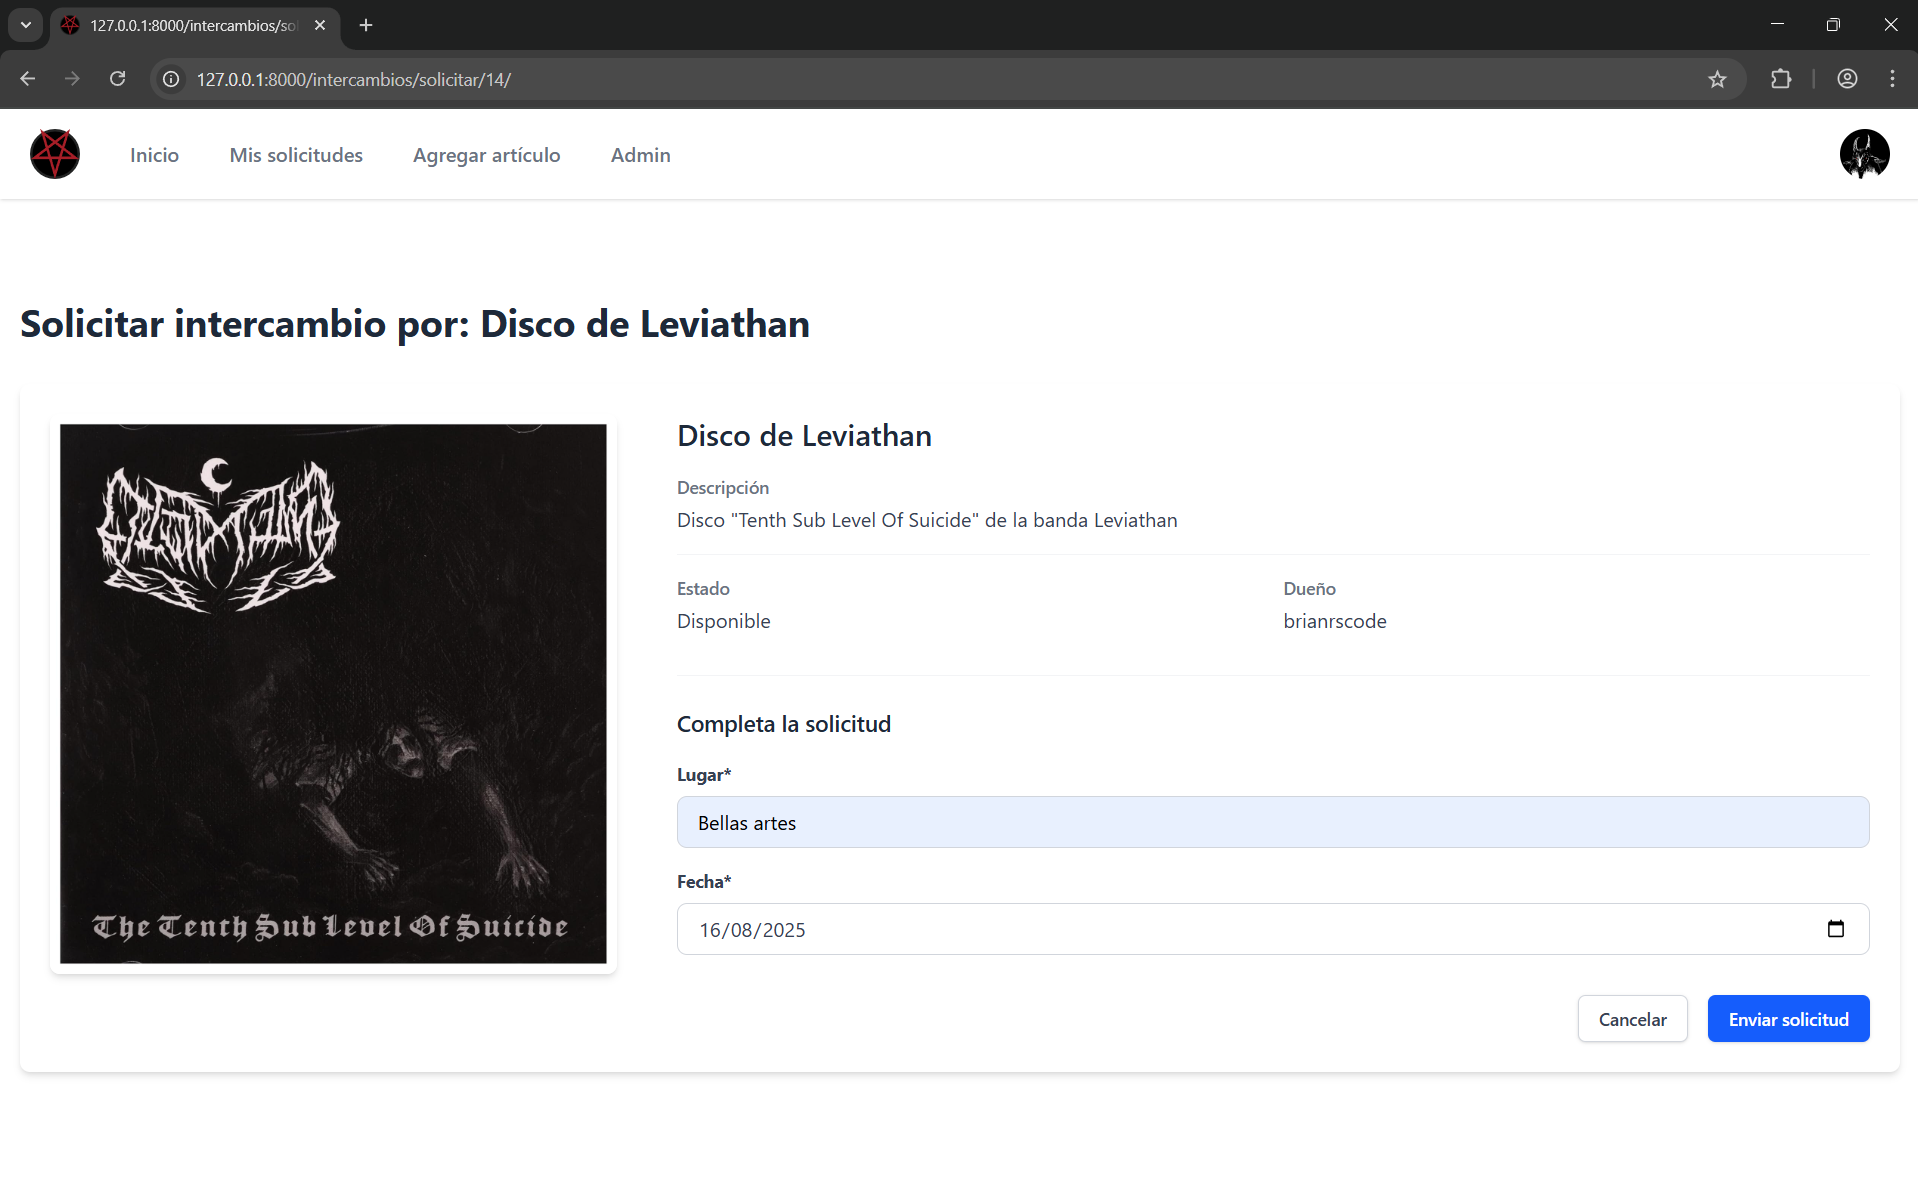 127.0.0.1:8000/intercambios/so
127.0.0.1:8000/intercambios/solicitar/14/
Inicio
Mis solicitudes
Agregar artículo
Admin
Solicitar intercambio por: Disco de Leviathan
Disco de Leviathan
Descripción
Disco "Tenth Sub Level Of Suicide" de la banda Leviathan
Estado
Disponible
Dueño
brianrscode
Completa la solicitud
Lugar*
Bellas artes
Fecha*
16/08/2025
Cancelar
Enviar solicitud
Leviathan
The Tenth Sub Level Of Suicide